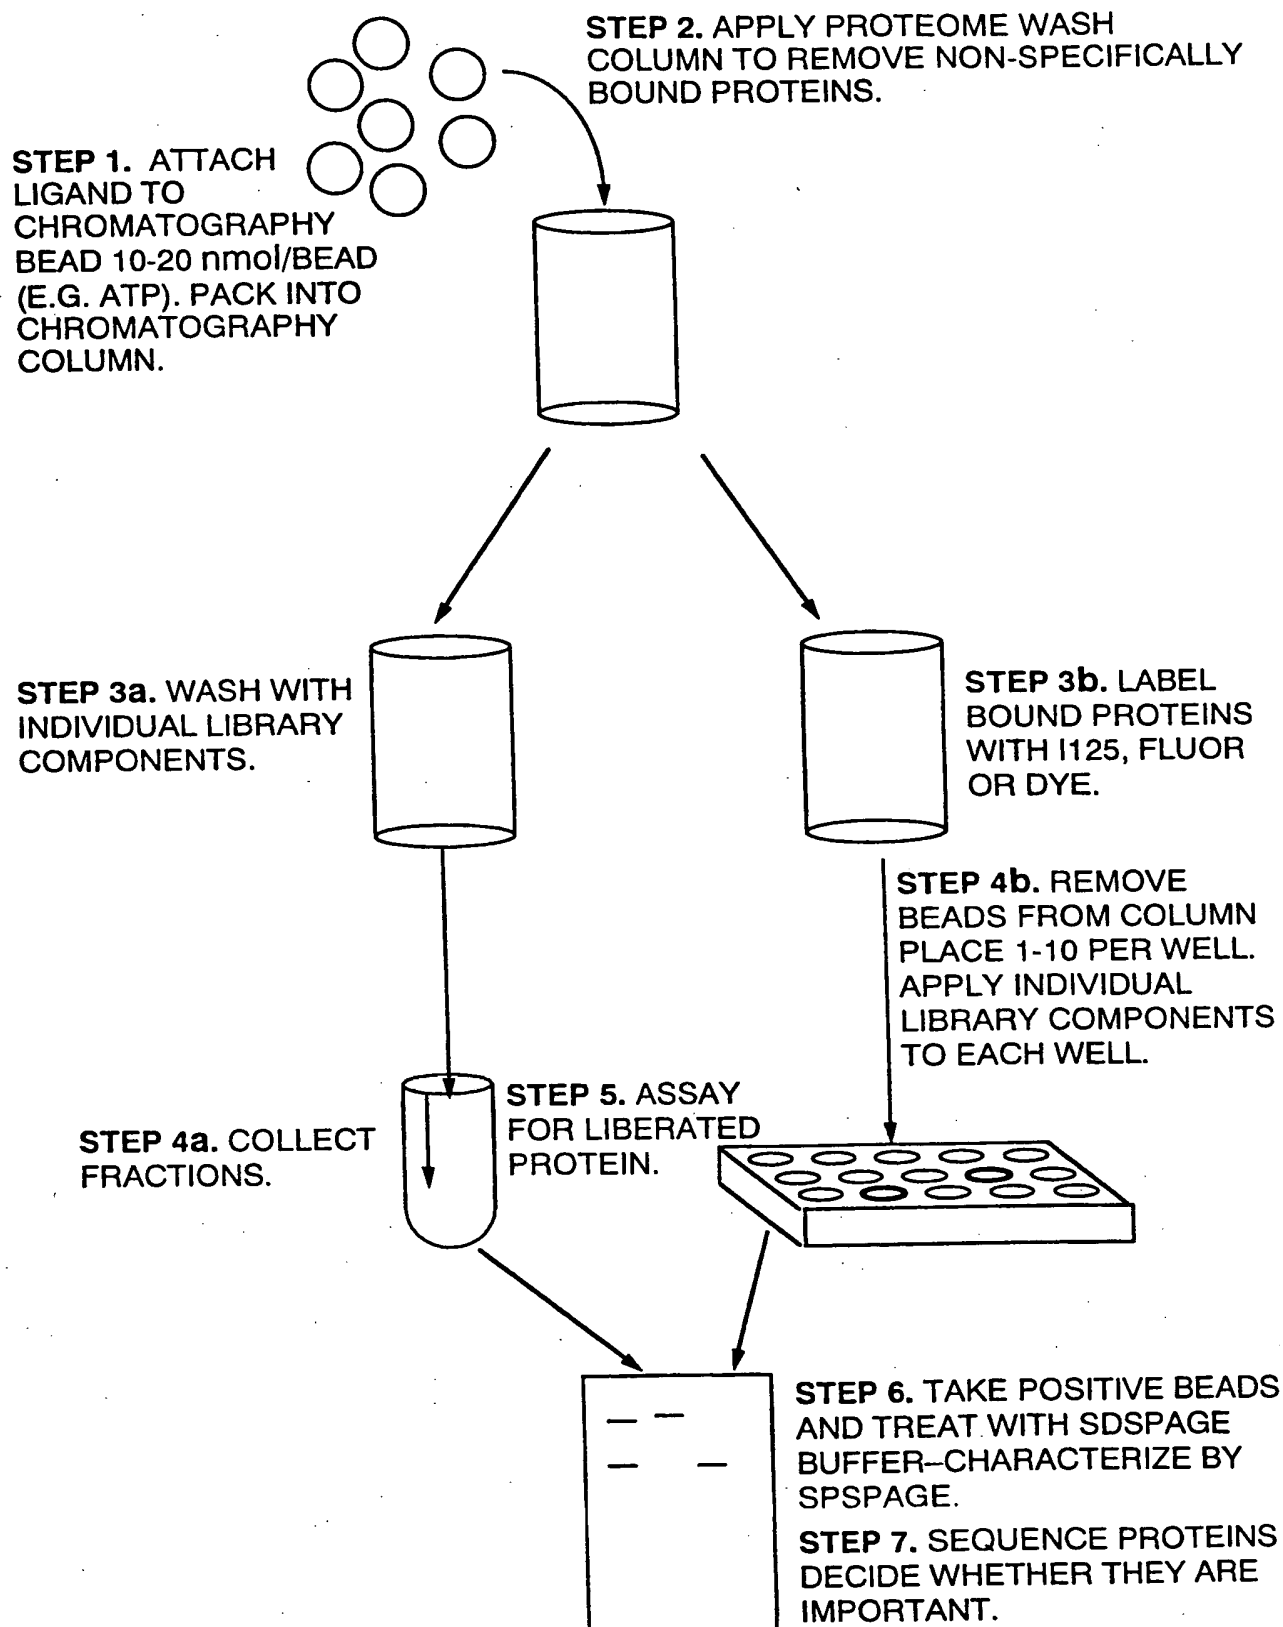 STEP 1. ATTACH
LIGAND TO
CHROMATOGRAPHY
BEAD 10-20 nmol/BEAD
(E.G. ATP). PACK INTO
CHROMATOGRAPHY
COLUMN.
STEP 2. APPLY PROTEOME WASH
COLUMN TO REMOVE NON-SPECIFICALLY
BOUND PROTEINS.
STEP 3a. WASH WITH
INDIVIDUAL LIBRARY
COMPONENTS.
STEP 3b. LABEL
BOUND PROTEINS
WITH I125, FLUOR
OR DYE.
STEP 4a. COLLECT
FRACTIONS.
STEP 4b. REMOVE
BEADS FROM COLUMN
PLACE 1-10 PER WELL.
APPLY INDIVIDUAL
LIBRARY COMPONENTS
TO EACH WELL.
STEP 5. ASSAY
FOR LIBERATED
PROTEIN.
STEP 6. TAKE POSITIVE BEADS
AND TREAT WITH SDSPAGE
BUFFER–CHARACTERIZE BY
SPSPAGE.
STEP 7. SEQUENCE PROTEINS
DECIDE WHETHER THEY ARE
IMPORTANT.